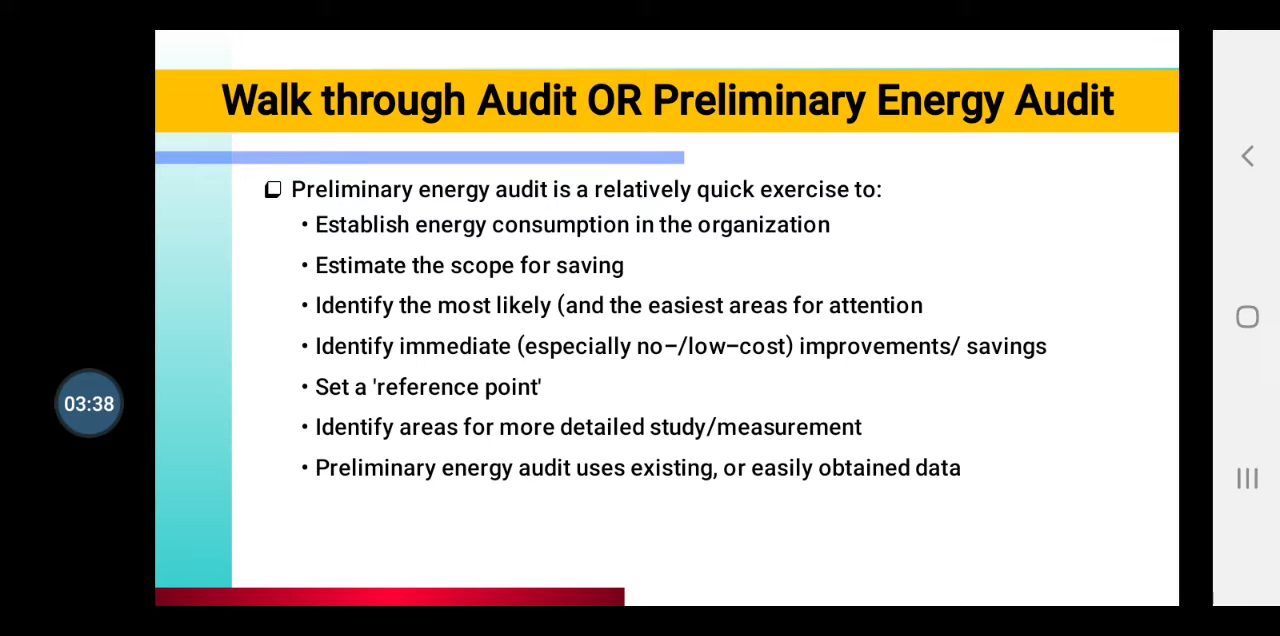 Walk through Audit OR Preliminary Energy Audit
❑ Preliminary energy audit is a relatively quick exercise to:
• Establish energy consumption in the organization
• Estimate the scope for saving
• Identify the most likely (and the easiest areas for attention
• Identify immediate (especially no-/low-cost) improvements/ savings
• Set a 'reference point'
• Identify areas for more detailed study/measurement
• Preliminary energy audit uses existing, or easily obtained data
03:38